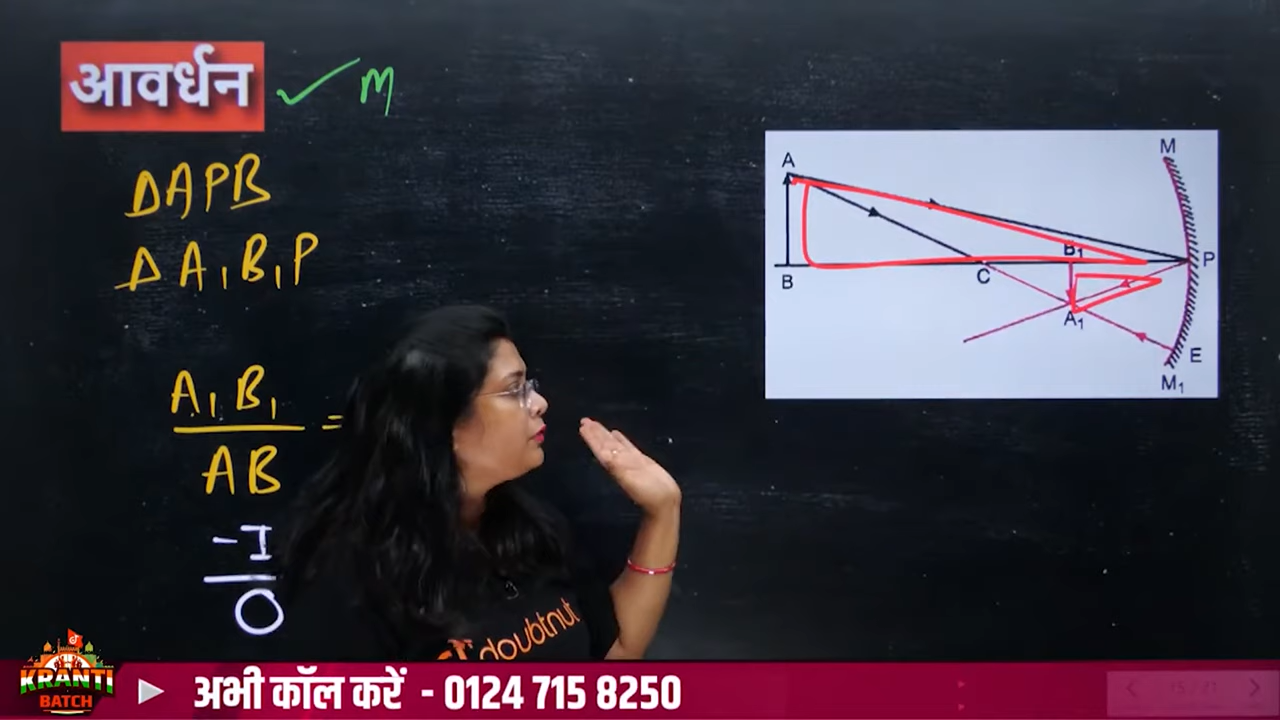 आवर्धन ✓ M
ΔAPB
ΔA₁B₁P
A₁B₁
=
AB
-I
O
A
B
C
B₁
A₁
M
P
E
M₁
doubtnut
KRANTI
BATCH
अभी कॉल करें - 0124 715 8250